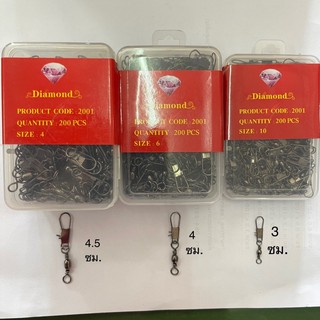 Diamond
PRODUCT CODE : 2001
QUANTITY : 200 PCS
SIZE : 4
Diamond
PRODUCT CODE : 2001
QUANTITY : 200 PCS
SIZE : 6
Diamond
PRODUCT CODE : 2001
QUANTITY : 200 PCS
SIZE : 10
4.5
ซม.
4
ซม.
3
ซม.